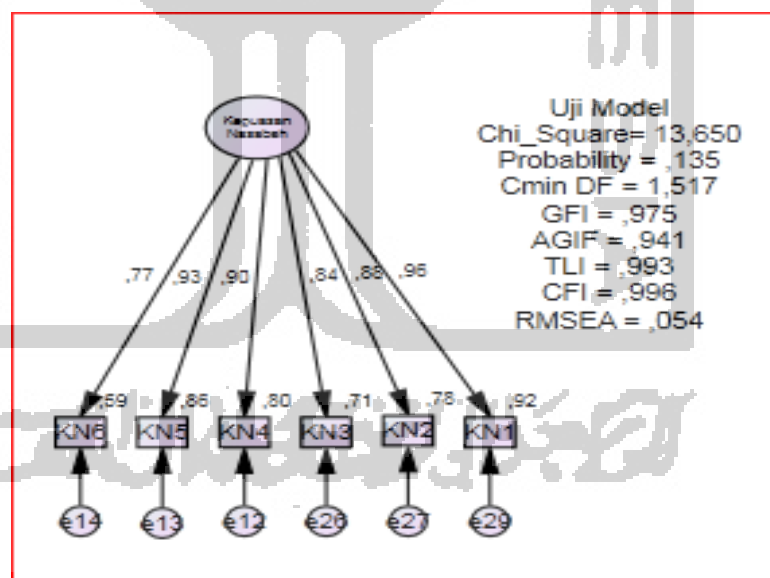 Kepuasan
Nasabah
Uji Model
Chi_Square= 13,650
Probability = ,135
Cmin DF = 1,517
GFI = ,975
AGIF = ,941
TLI = ,993
CFI = ,996
RMSEA = ,054
,77 ,93 ,90 ,84 ,88 ,96
,59 ,86 ,80 ,71 ,78 ,92
KN6 KN5 KN4 KN3 KN2 KN1
e14 e13 e12 e26 e27 e29